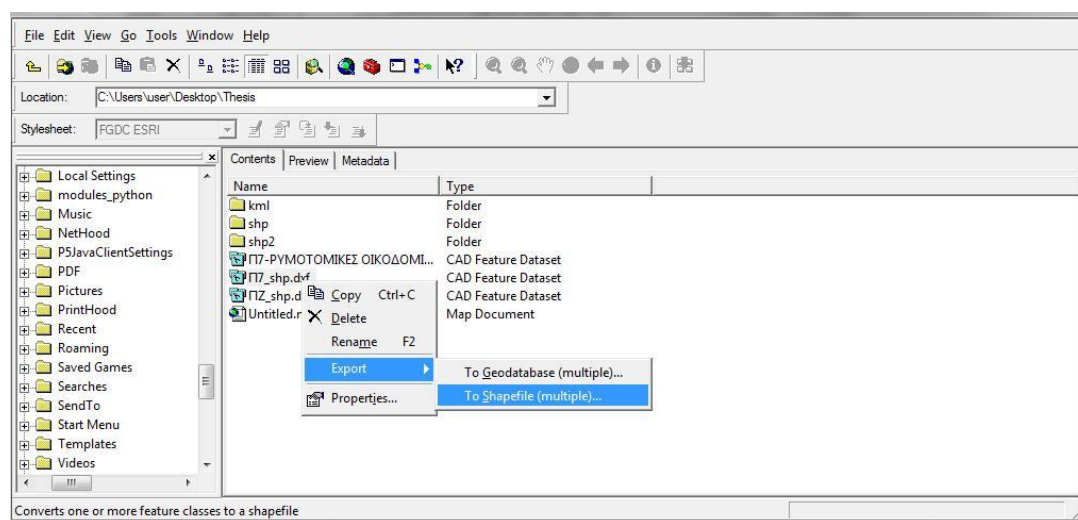 File Edit View Go Tools Window Help
Location: C:\Users\user\Desktop\Thesis
Stylesheet: FGDC ESRI
Contents Preview Metadata
Local Settings
modules_python
Music
NetHood
P5JavaClientSettings
PDF
Pictures
PrintHood
Recent
Roaming
Saved Games
Searches
SendTo
Start Menu
Templates
Videos
Name Type
kml Folder
shp Folder
shp2 Folder
Π7-ΡΥΜΟΤΟΜΙΚΕΣ ΟΙΚΟΔΟΜΙ... CAD Feature Dataset
Π7_shp.dxf CAD Feature Dataset
ΠΖ_shp.d CAD Feature Dataset
Untitled.r Map Document
Copy Ctrl+C
Delete
Rename F2
Export
Properties...
To Geodatabase (multiple)...
To Shapefile (multiple)...
Converts one or more feature classes to a shapefile